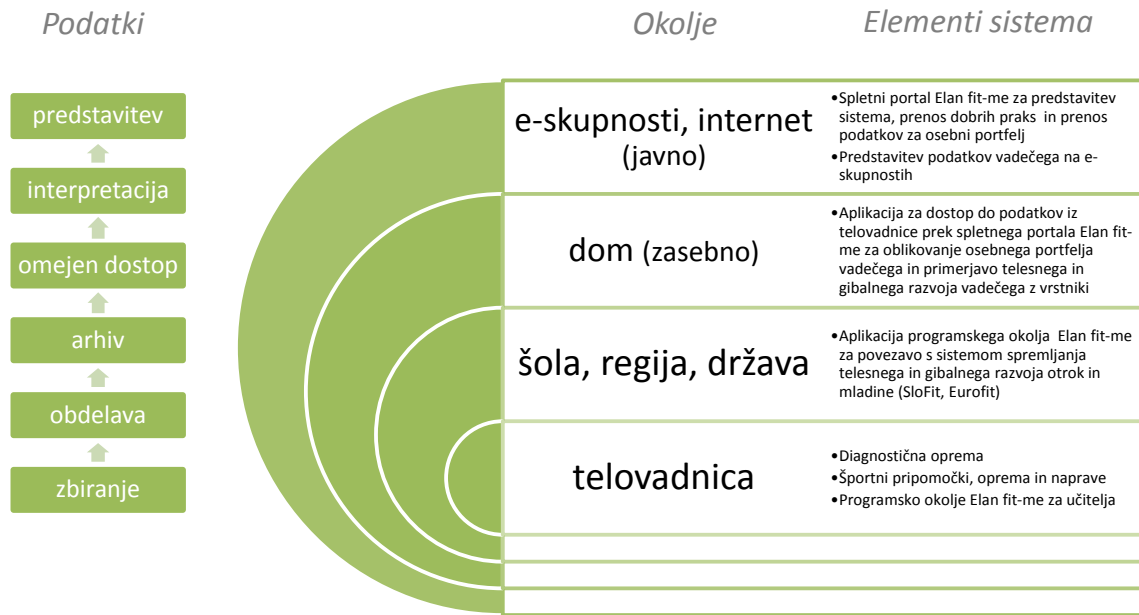 Podatki
Okolje
Elementi sistema
predstavitev
interpretacija
omejen dostop
arhiv
obdelava
zbiranje
e-skupnosti, internet
(javno)
•Spletni portal Elan fit-me za predstavitev
sistema, prenos dobrih praks in prenos
podatkov za osebni portfelj
•Predstavitev podatkov vadečega na e-
skupnostih
dom (zasebno)
•Aplikacija za dostop do podatkov iz
telovadnice prek spletnega portala Elan fit-
me za oblikovanje osebnega portfelja
vadečega in primerjavo telesnega in
gibalnega razvoja vadečega z vrstniki
šola, regija, država
•Aplikacija programskega okolja Elan fit-me
za povezavo s sistemom spremljanja
telesnega in gibalnega razvoja otrok in
mladine (SloFit, Eurofit)
telovadnica
•Diagnostična oprema
•Športni pripomočki, oprema in naprave
•Programsko okolje Elan fit-me za učitelja